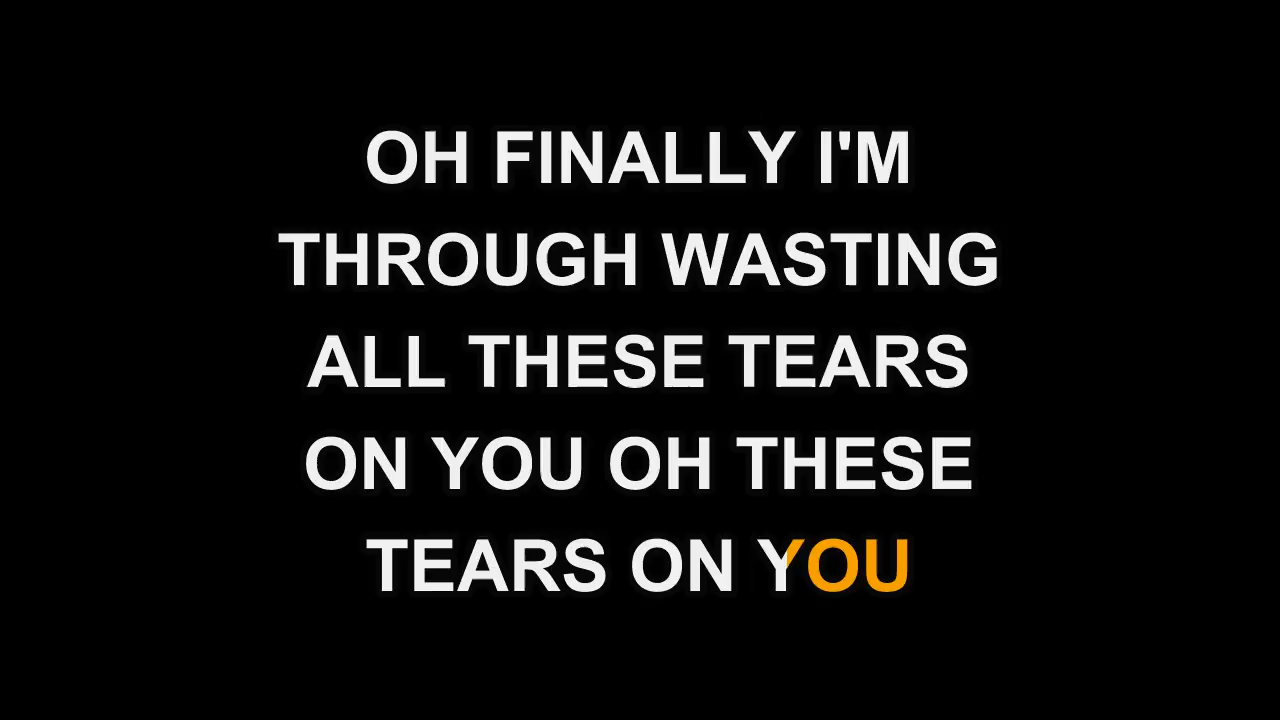 OH FINALLY I'M
THROUGH WASTING
ALL THESE TEARS
ON YOU OH THESE
TEARS ON YOU